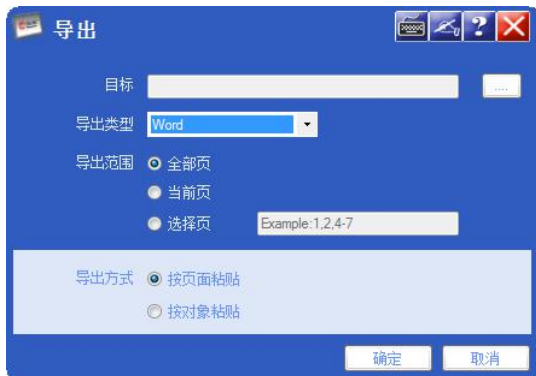 导出
目标
....
导出类型 Word
导出范围 全部页
当前页
选择页 Example:1,2,4-7
导出方式 按页面粘贴
按对象粘贴
确定 取消